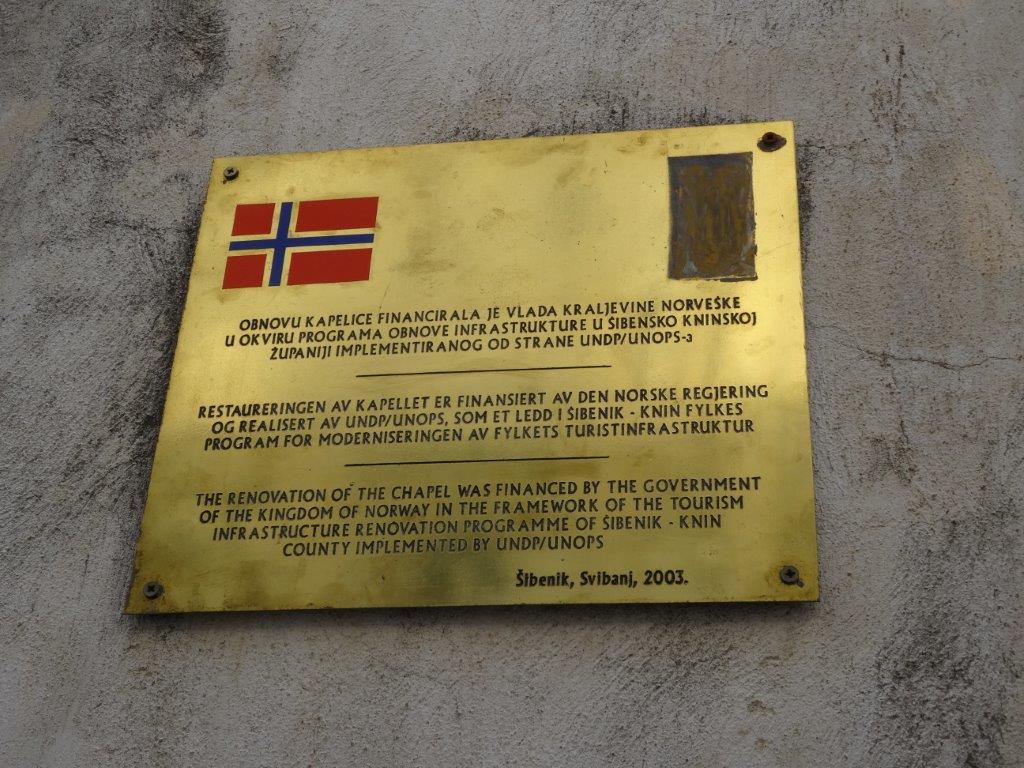 OBNOVU KAPELICE FINANCIRALA JE VLADA KRALJEVINE NORVEŠKE
U OKVIRU PROGRAMA OBNOVE INFRASTRUKTURE U ŠIBENSKO KNINSKOJ
ŽUPANIJI IMPLEMENTIRANOG OD STRANE UNDP/UNOPS-a
RESTAURERINGEN AV KAPELLET ER FINANSIERT AV DEN NORSKE REGJERING
OG REALISERT AV UNDP/UNOPS, SOM ET LEDD I ŠIBENIK - KNIN FYLKES
PROGRAM FOR MODERNISERINGEN AV FYLKETS TURISTINFRASTRUKTUR
THE RENOVATION OF THE CHAPEL WAS FINANCED BY THE GOVERNMENT
OF THE KINGDOM OF NORWAY IN THE FRAMEWORK OF THE TOURISM
INFRASTRUCTURE RENOVATION PROGRAMME OF ŠIBENIK - KNIN
COUNTY IMPLEMENTED BY UNDP/UNOPS
Šibenik, Svibanj, 2003.